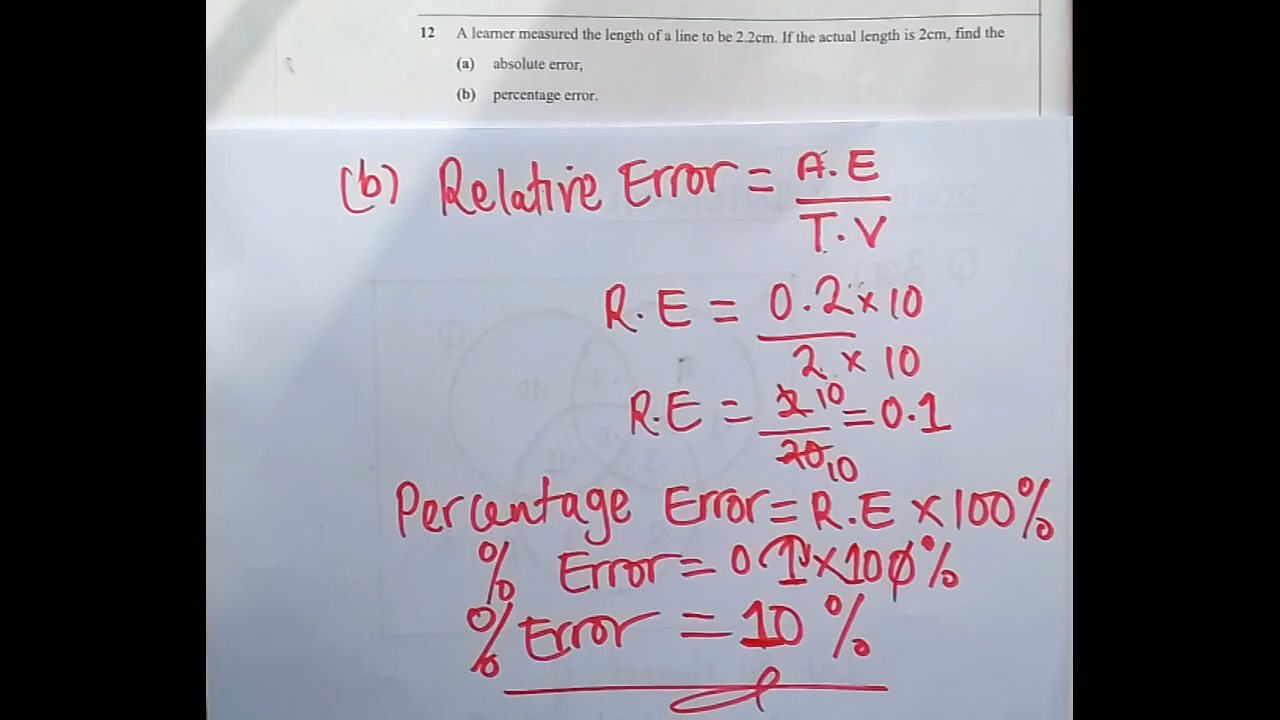 12 A learner measured the length of a line to be 2.2cm. If the actual length is 2cm, find the
(a) absolute error,
(b) percentage error.
(b) Relative Error = A.E / T.V
R.E = 0.2 × 10 / 2 × 10
R.E = 2 10 / 20 10 = 0.1
Percentage Error = R.E × 100%
% Error = 0.1 × 100%
% Error = 10%